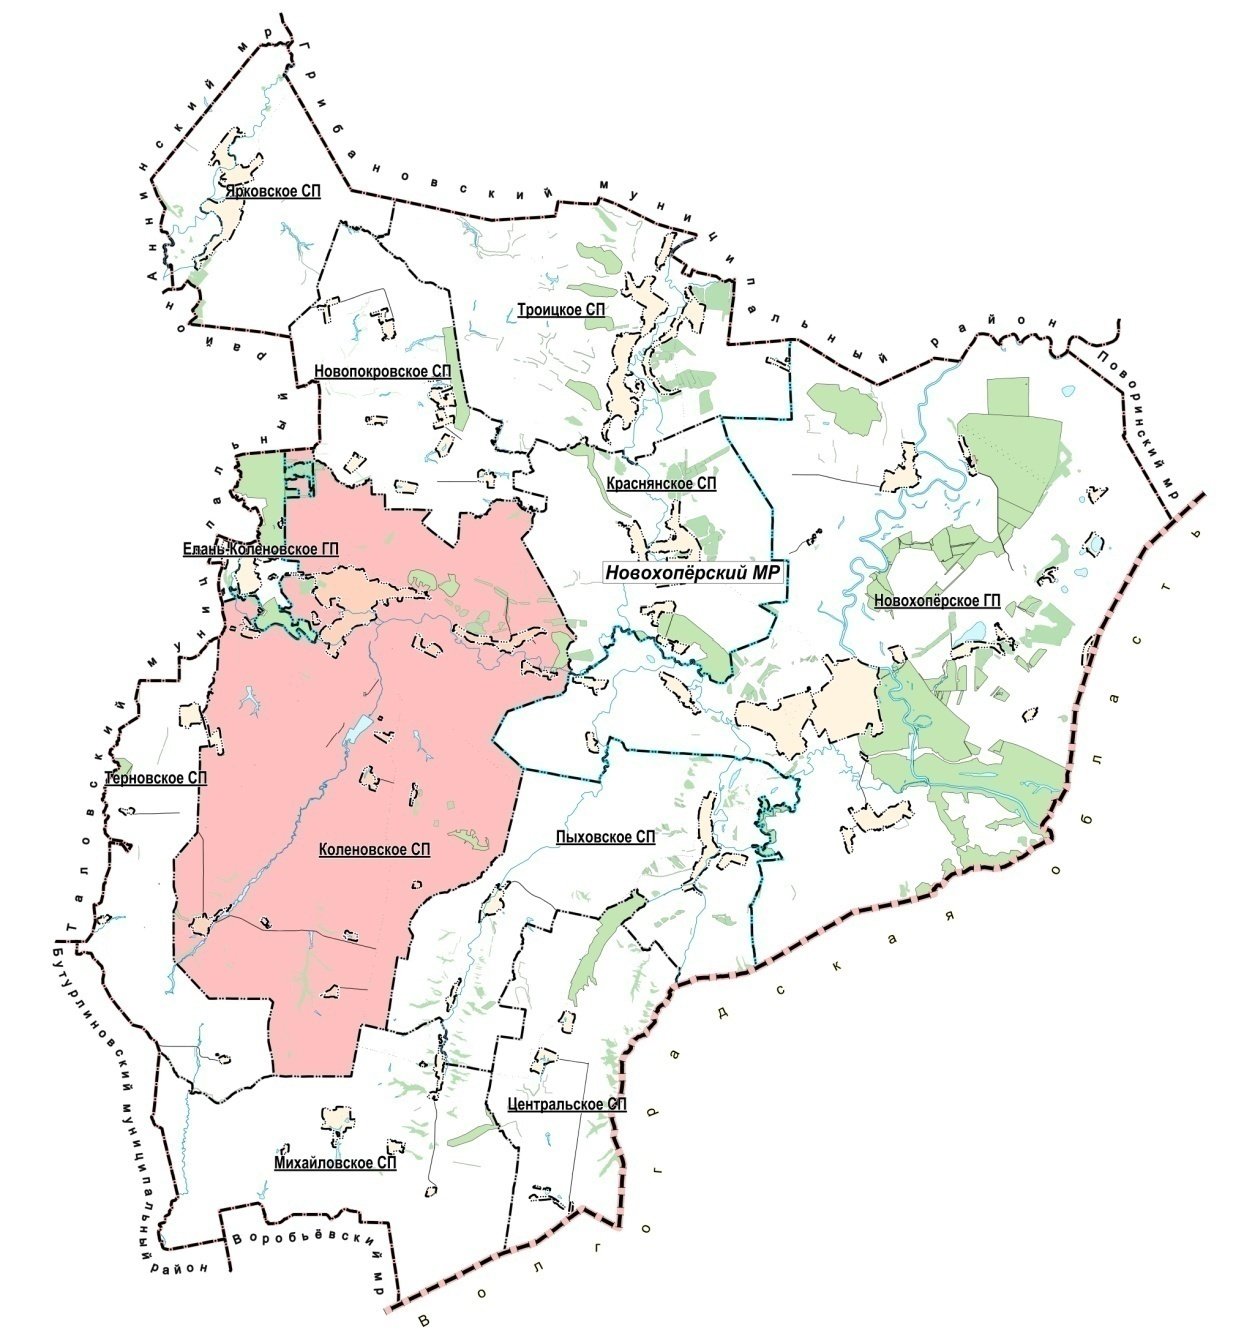 Аннинский мр
Грибановский муниципальный район
Ярковское СП
Троицкое СП
Поворинский мр
Новопокровское СП
Краснянское СП
Елань-Коленовское ГП
Новохопёрский МР
Новохопёрское ГП
Терновское СП
Таловский муниципальный район
Коленовское СП
Пыховское СП
Бутурлиновский муниципальный район
Центральское СП
Михайловское СП
Воробьёвский мр
Волгоградская область